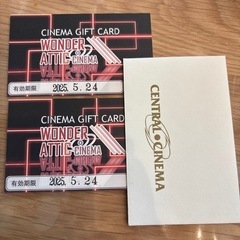 CINEMA GIFT CARD
WONDER
ATTIC CINEMA
有効期限 2025. 5. 24
CINEMA GIFT CARD
WONDER
ATTIC CINEMA
有効期限 2025. 5. 24
CENTRAL CINEMA